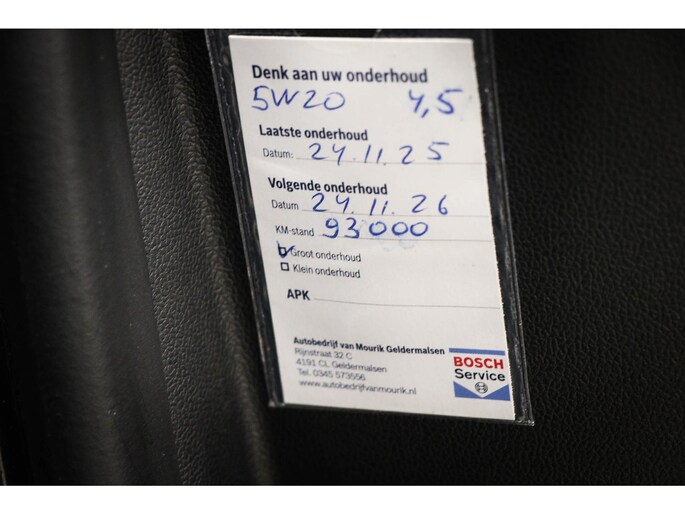 Denk aan uw onderhoud
5W20 4,5
Laatste onderhoud
Datum: 24.11.25
Volgende onderhoud
Datum 24.11.26
KM-stand 93000
Groot onderhoud
Klein onderhoud
APK
Autobedrijf van Mourik Geldermalsen
Rijnstraat 32 C
4191 CL Geldermalsen
Tel. 0345 573556
www.autobedrijfvanmourik.nl
BOSCH
Service